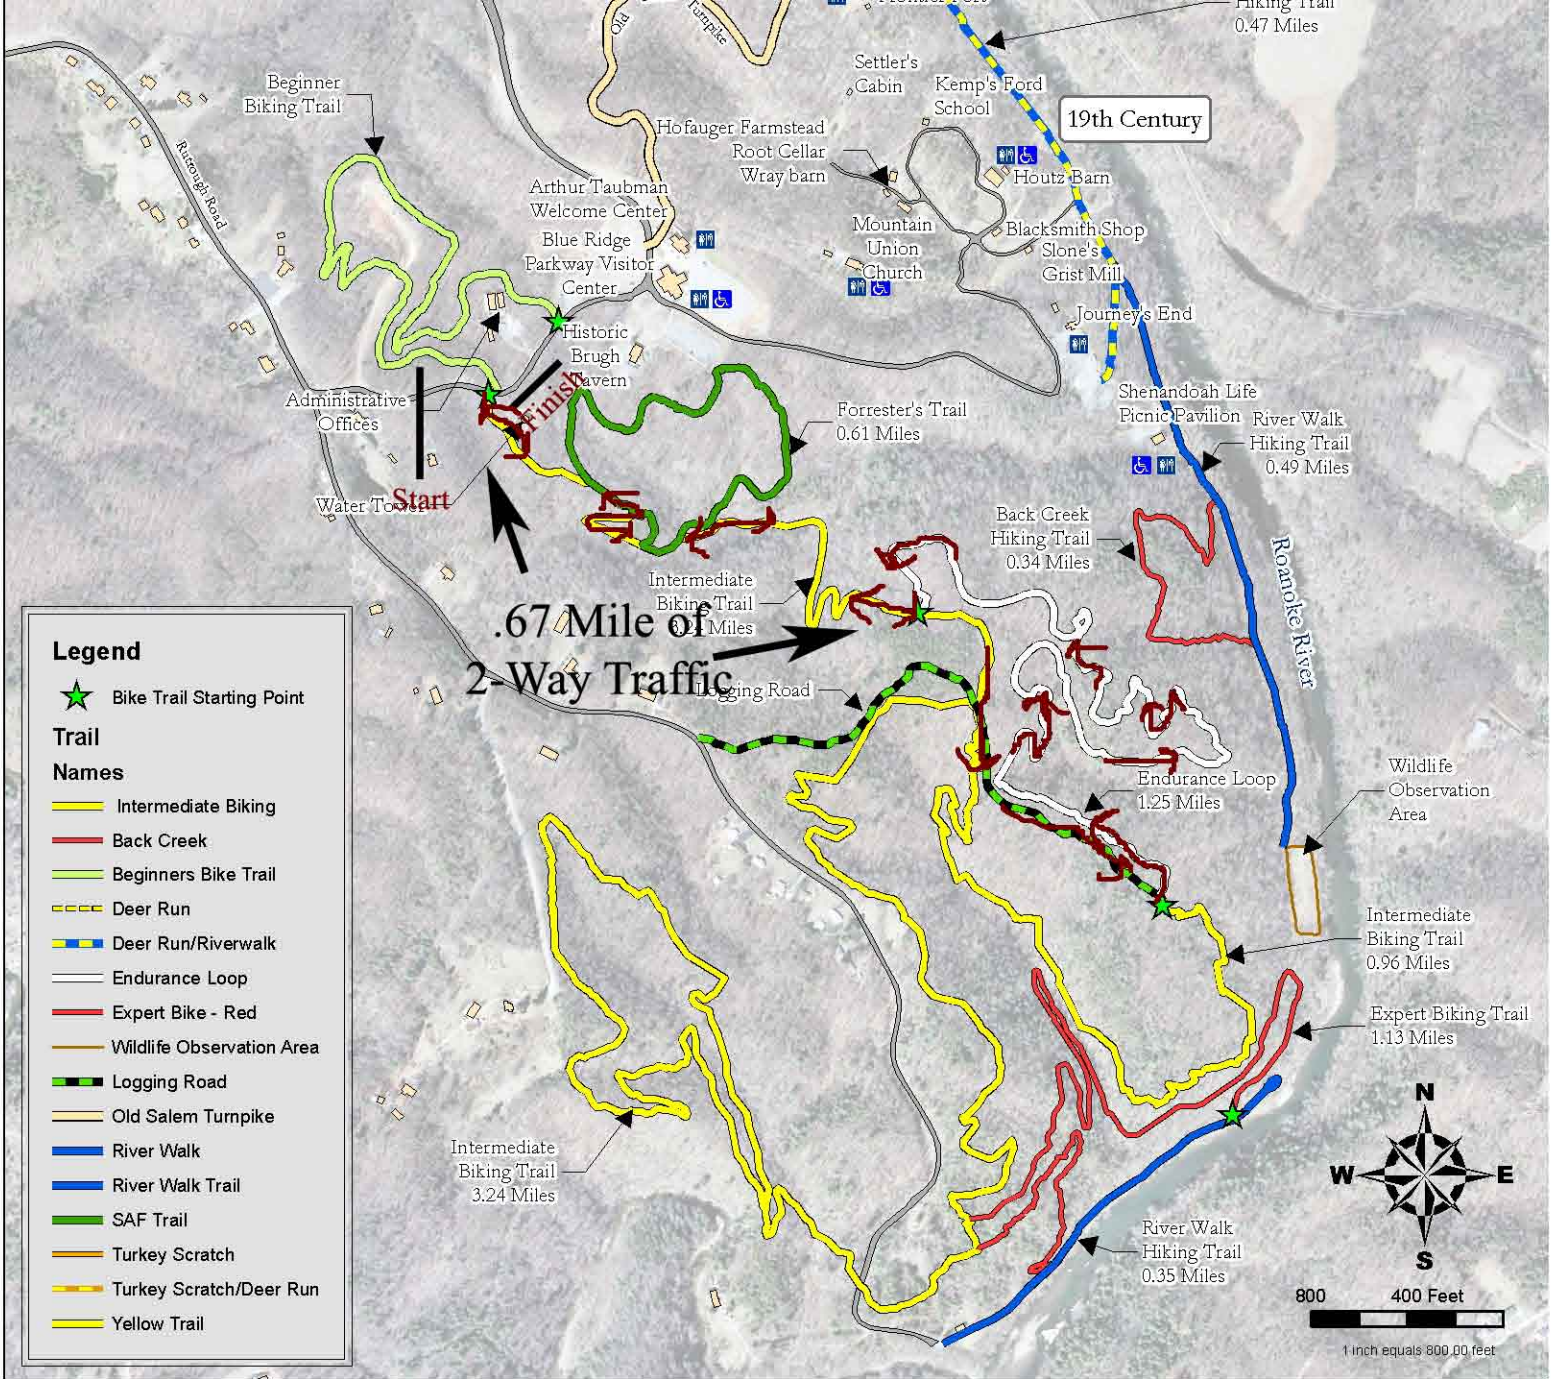 Hiking Trail
0.47 Miles
Old
Turnpike
Settler's
Cabin
Kemp's Ford
School
19th Century
Beginner
Biking Trail
Rutrough Road
Hofauger Farmstead
Root Cellar
Wray barn
Houtz Barn
Arthur Taubman
Welcome Center
Blue Ridge
Parkway Visitor
Center
Mountain
Union
Church
Blacksmith Shop
Slone's
Grist Mill
Journey's End
Historic
Brugh
Tavern
Finish
Administrative
Offices
Start
Water Tower
Forrester's Trail
0.61 Miles
Shenandoah Life
Picnic Pavilion
River Walk
Hiking Trail
0.49 Miles
Back Creek
Hiking Trail
0.34 Miles
Roanoke River
Intermediate
Biking Trail
Miles
.67 Mile of
2-Way Traffic
Logging Road
Endurance Loop
1.25 Miles
Wildlife
Observation
Area
Intermediate
Biking Trail
0.96 Miles
Expert Biking Trail
1.13 Miles
Intermediate
Biking Trail
3.24 Miles
River Walk
Hiking Trail
0.35 Miles
Legend
Bike Trail Starting Point
Trail
Names
Intermediate Biking
Back Creek
Beginners Bike Trail
Deer Run
Deer Run/Riverwalk
Endurance Loop
Expert Bike - Red
Wildlife Observation Area
Logging Road
Old Salem Turnpike
River Walk
River Walk Trail
SAF Trail
Turkey Scratch
Turkey Scratch/Deer Run
Yellow Trail
N
W E
S
800 400 Feet
1 inch equals 800.00 feet